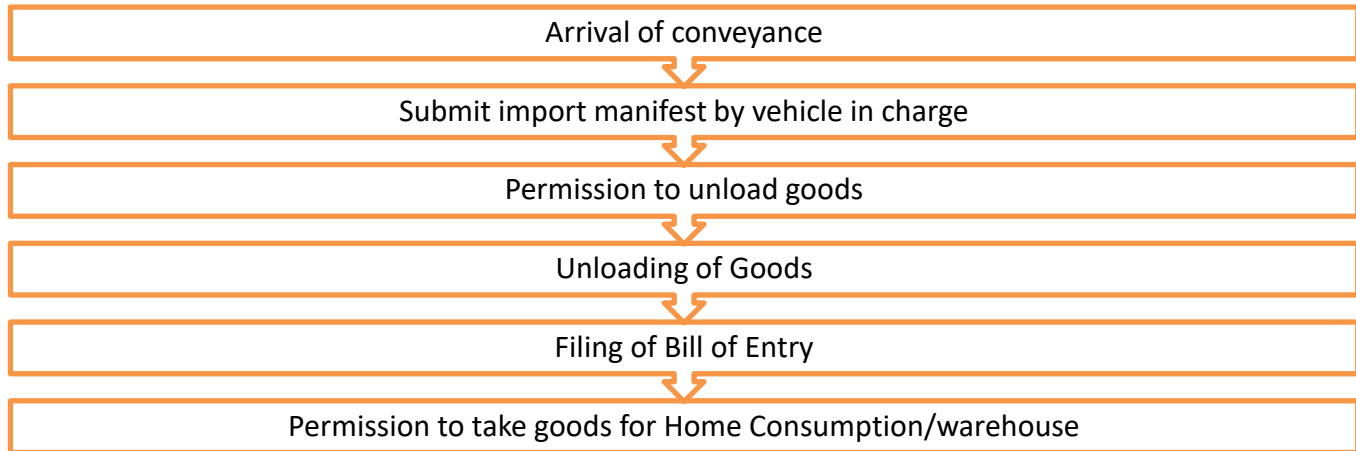 Arrival of conveyance
Submit import manifest by vehicle in charge
Permission to unload goods
Unloading of Goods
Filing of Bill of Entry
Permission to take goods for Home Consumption/warehouse